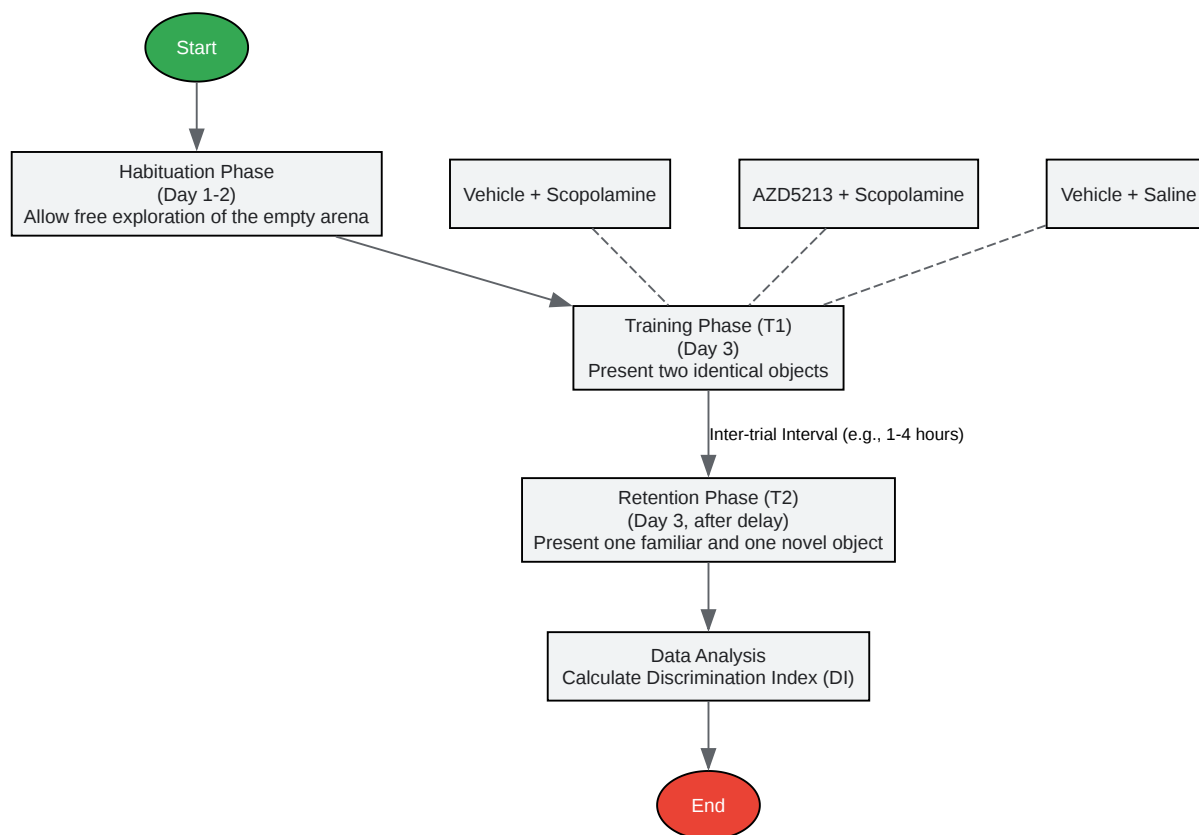 Start
Habituation Phase
(Day 1-2)
Allow free exploration of the empty arena
Vehicle + Scopolamine
AZD5213 + Scopolamine
Vehicle + Saline
Training Phase (T1)
(Day 3)
Present two identical objects
Inter-trial Interval (e.g., 1-4 hours)
Retention Phase (T2)
(Day 3, after delay)
Present one familiar and one novel object
Data Analysis
Calculate Discrimination Index (DI)
End